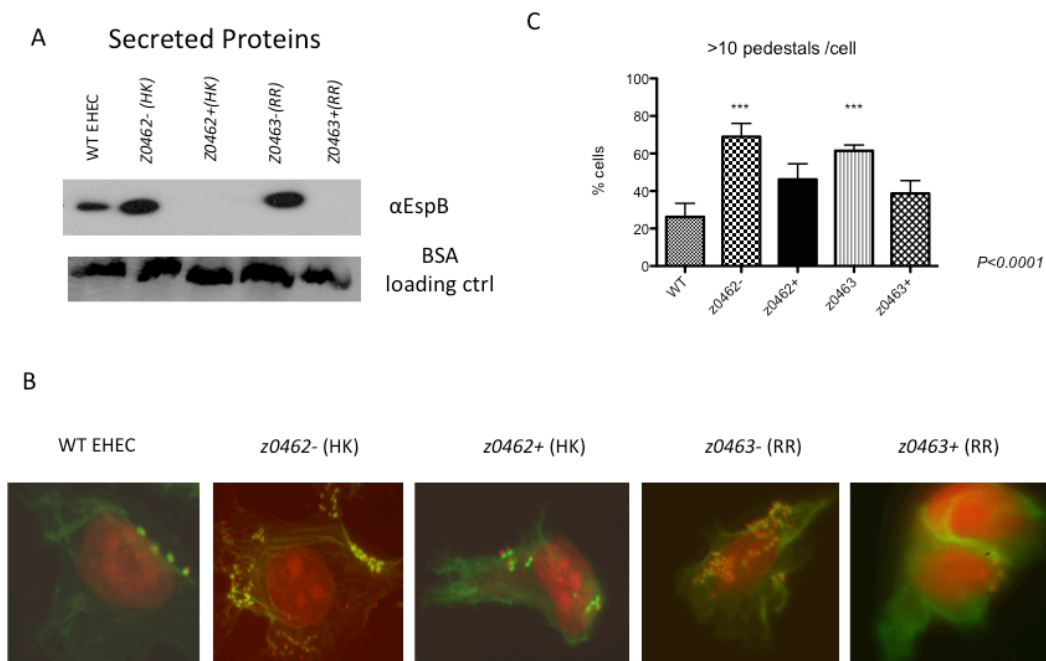 A
Secreted Proteins
WT EHEC
Z0462- (HK)
Z0462+(HK)
Z0463-(RR)
Z0463+(RR)
αEspB
BSA
loading ctrl
C
>10 pedestals /cell
100
80
60
40
20
0
% cells
***
***
WT
z0462-
z0462+
z0463
z0463+
P<0.0001
B
WT EHEC
z0462- (HK)
z0462+ (HK)
z0463- (RR)
z0463+ (RR)